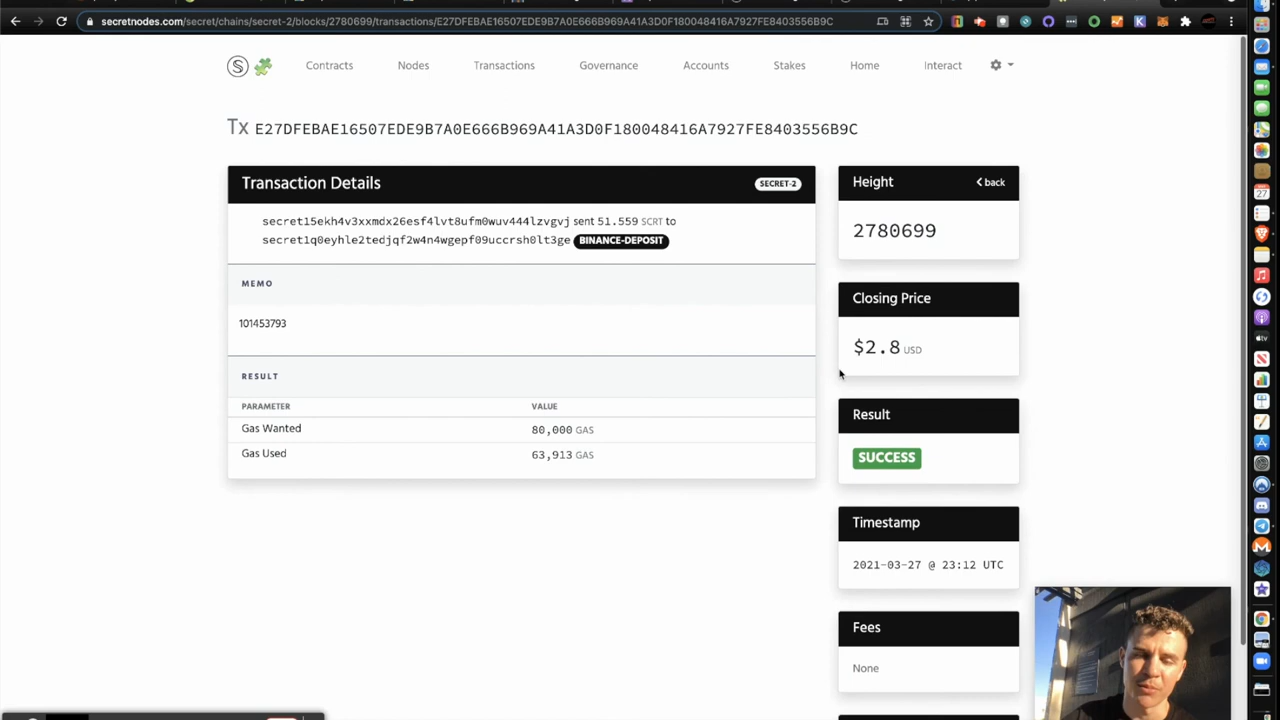 secretnodes.com/secret/chains/secret-2/blocks/2780699/transactions/E27DFEBAE16507EDE9B7A0E666B969A41A3D0F180048416A7927FE8403556B9C
Contracts Nodes Transactions Governance Accounts Stakes Home Interact
Tx E27DFEBAE16507EDE9B7A0E666B969A41A3D0F180048416A7927FE8403556B9C
Transaction Details SECRET-2
secret15ekh4v3xxmdx26esf4lvt8ufm0wuv444lzvgvj sent 51.559 SCRT to
secret1q0eyhle2tedjqf2w4n4wgepf09uccrsh0lt3ge BINANCE-DEPOSIT
MEMO
101453793
RESULT
PARAMETER VALUE
Gas Wanted 80,000 GAS
Gas Used 63,913 GAS
Height back
2780699
Closing Price
$2.8 USD
Result
SUCCESS
Timestamp
2021-03-27 @ 23:12 UTC
Fees
None